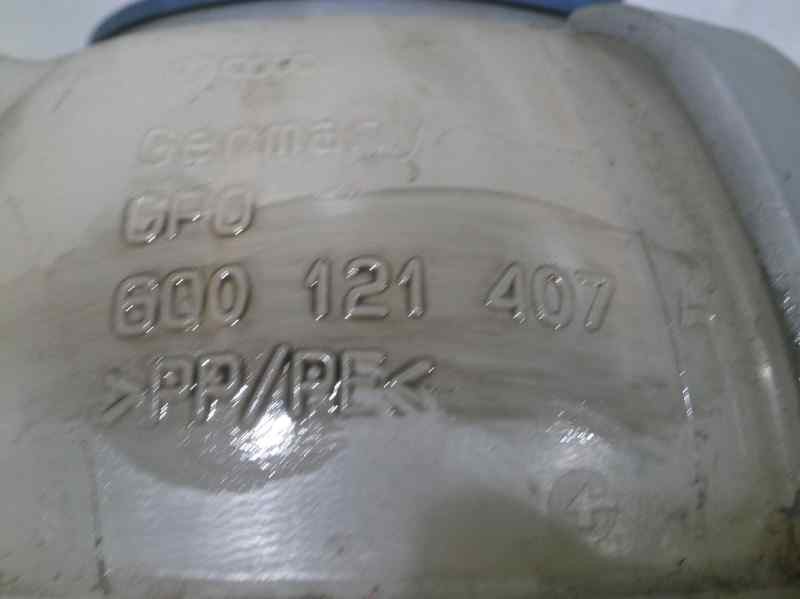 Germany
GFO
6Q0 121 407
>PP/PE<